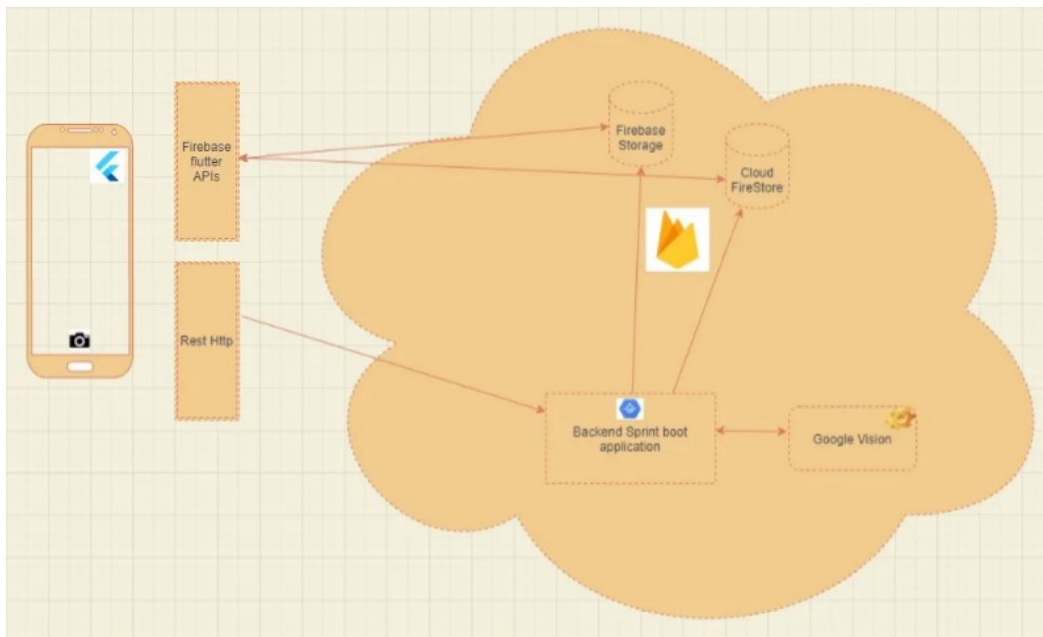 Firebase
flutter
APIs
Rest Http
Firebase
Storage
Cloud
FireStore
Backend Sprint boot
application
Google Vision